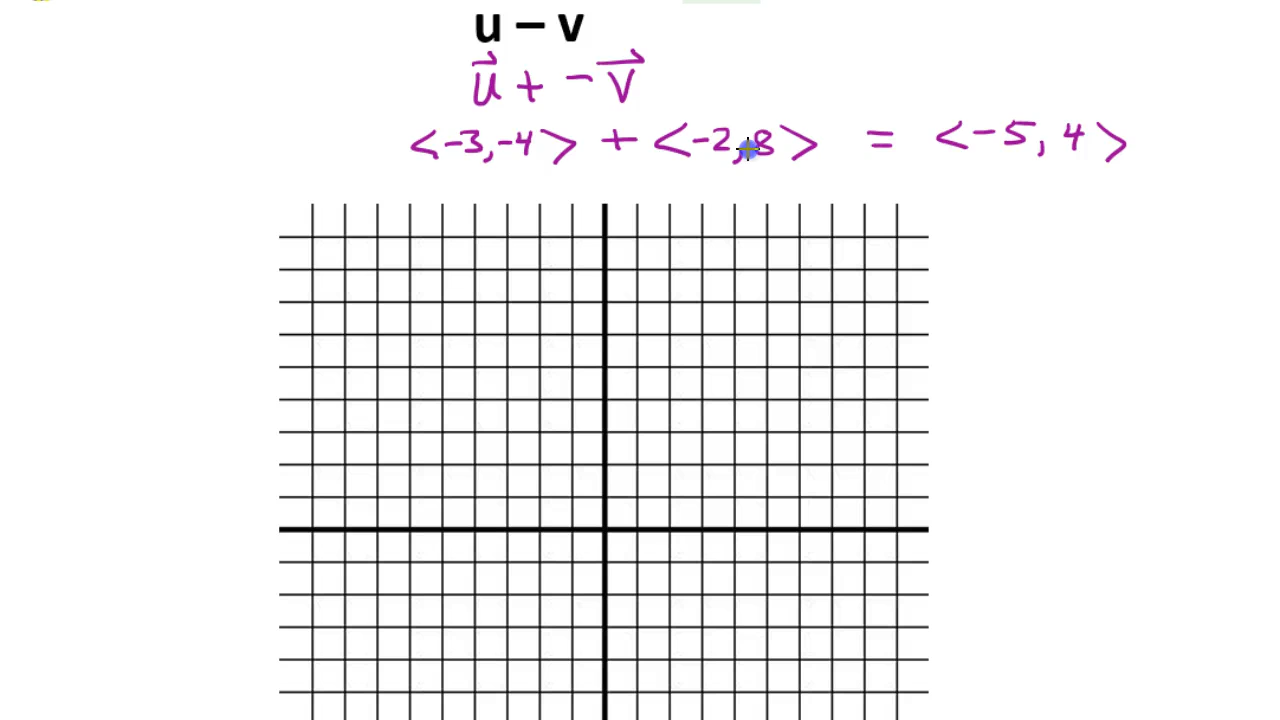 u – v
u⃗ + -v⃗
<-3,-4> + <-2,8> = <-5,4>